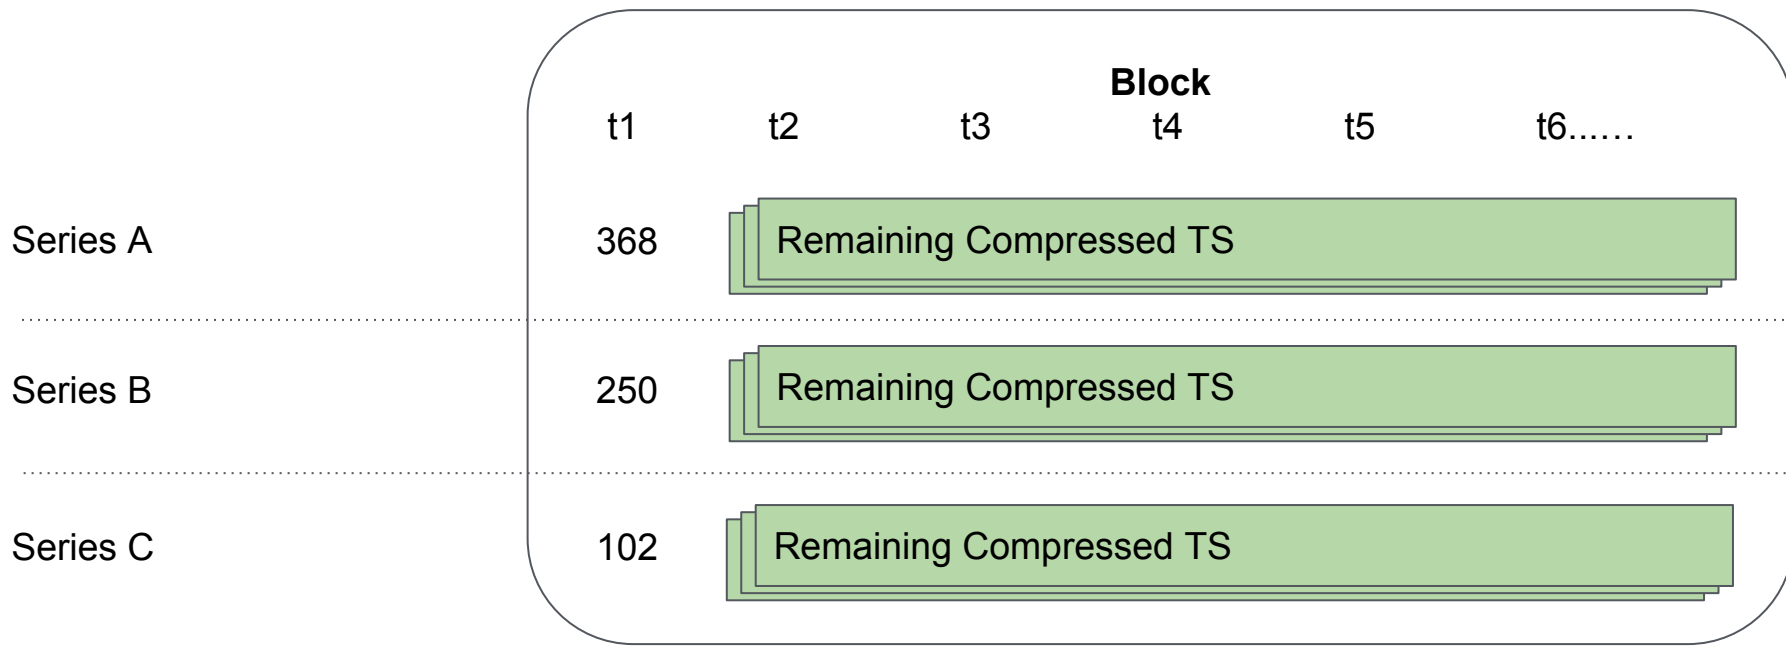 Block
t1 t2 t3 t4 t5 t6...…
Series A 368 Remaining Compressed TS
Series B 250 Remaining Compressed TS
Series C 102 Remaining Compressed TS